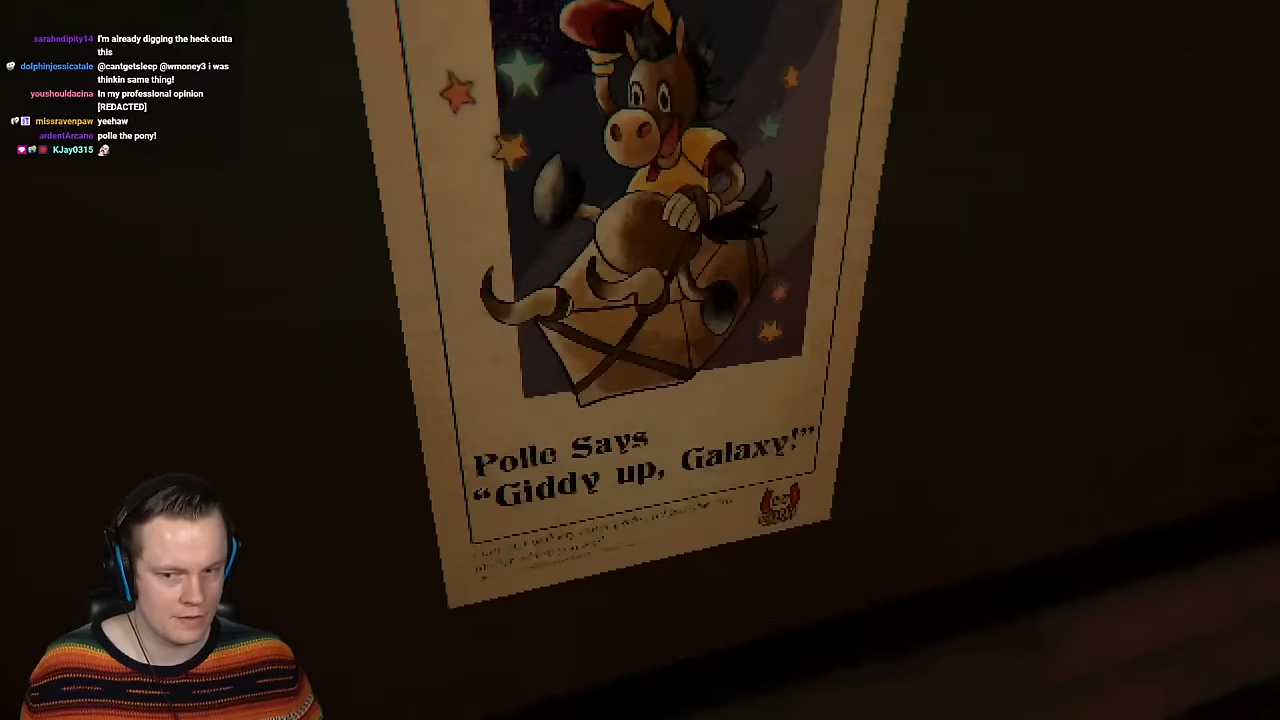 sarahndipity14 I'm already digging the heck outta
this
dolphinjessicatale @cantgetsleep @wmoney3 i was
thinkin same thing!
youshouldacina In my professional opinion
[REDACTED]
missravenpaw yeehaw
ardentArcane polle the pony!
KJay0315
Polle Says
“Giddy up, Galaxy!”